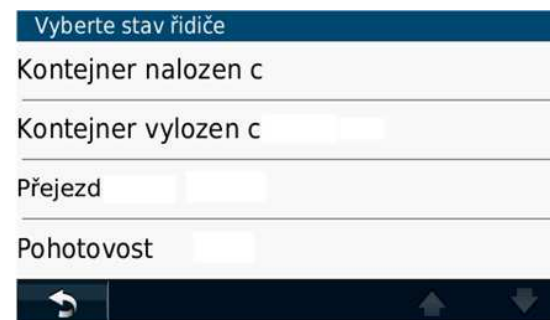 Vyberte stav řidiče
Kontejner nalozen c
Kontejner vylozen c
Přejezd
Pohotovost